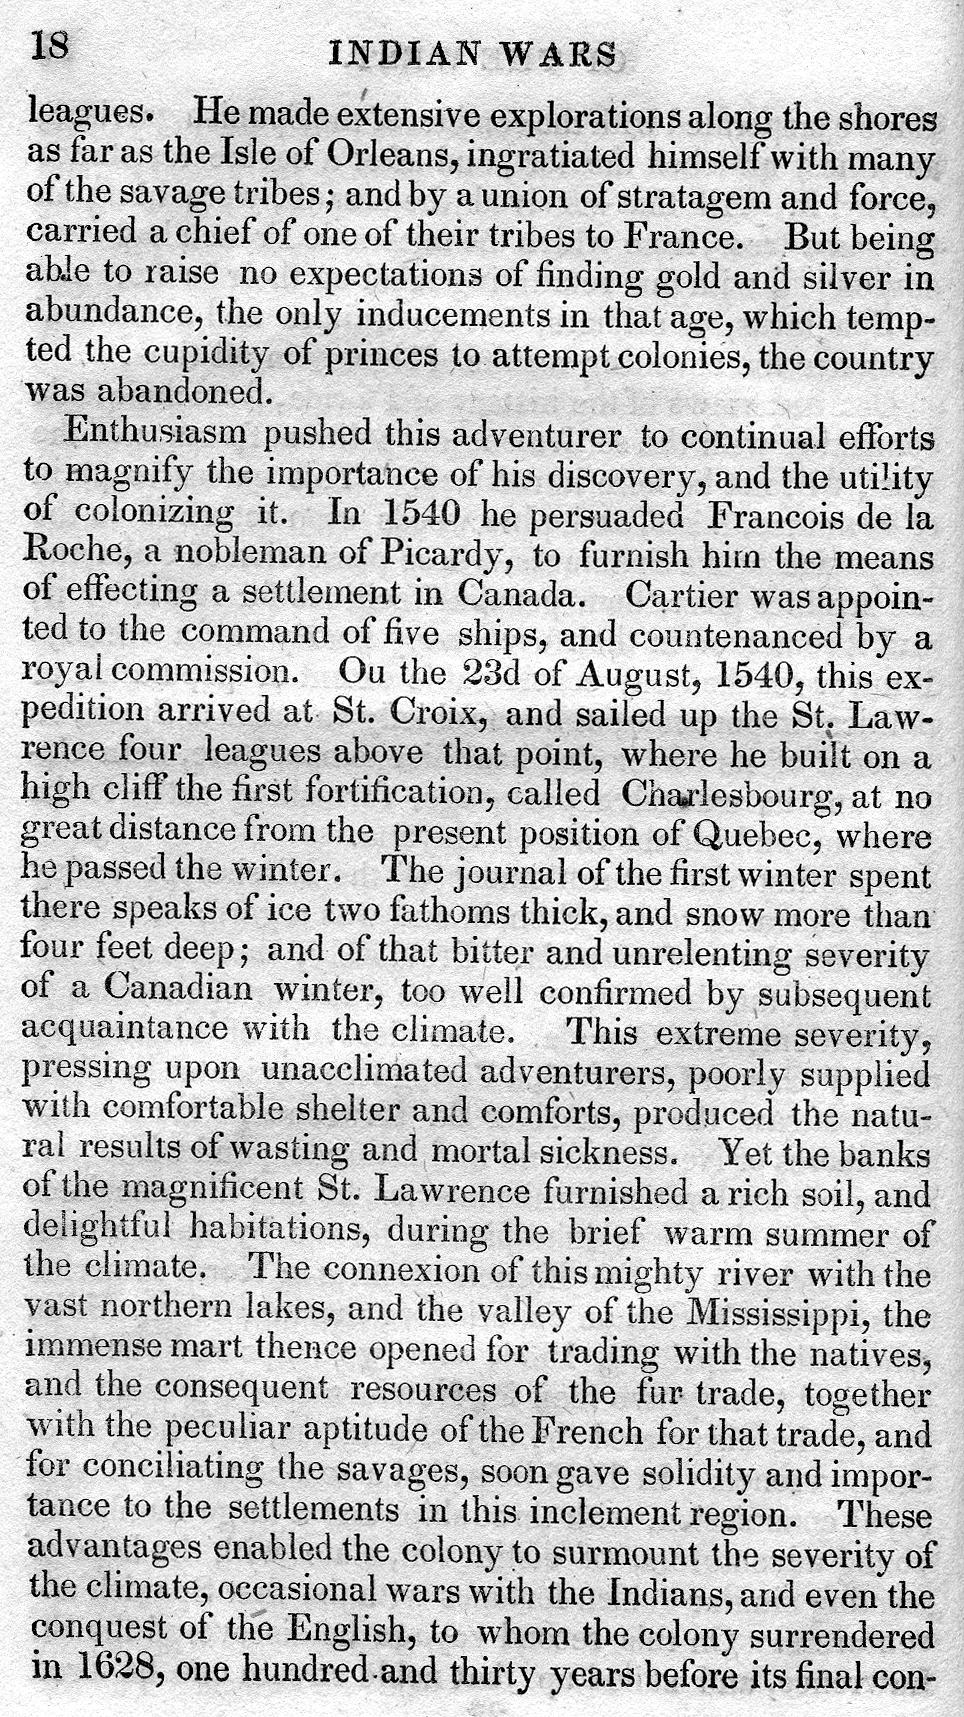 18
INDIAN WARS
leagues. He made extensive explorations along the shores
as far as the Isle of Orleans, ingratiated himself with many
of the savage tribes; and by a union of stratagem and force,
carried a chief of one of their tribes to France. But being
able to raise no expectations of finding gold and silver in
abundance, the only inducements in that age, which temp-
ted the cupidity of princes to attempt colonies, the country
was abandoned.
Enthusiasm pushed this adventurer to continual efforts
to magnify the importance of his discovery, and the utility
of colonizing it. In 1540 he persuaded Francois de la
Roche, a nobleman of Picardy, to furnish him the means
of effecting a settlement in Canada. Cartier was appoin-
ted to the command of five ships, and countenanced by a
royal commission. Ou the 23d of August, 1540, this ex-
pedition arrived at St. Croix, and sailed up the St. Law-
rence four leagues above that point, where he built on a
high cliff the first fortification, called Charlesbourg, at no
great distance from the present position of Quebec, where
he passed the winter. The journal of the first winter spent
there speaks of ice two fathoms thick, and snow more than
four feet deep; and of that bitter and unrelenting severity
of a Canadian winter, too well confirmed by subsequent
acquaintance with the climate. This extreme severity,
pressing upon unacclimated adventurers, poorly supplied
with comfortable shelter and comforts, produced the natu-
ral results of wasting and mortal sickness. Yet the banks
of the magnificent St. Lawrence furnished a rich soil, and
delightful habitations, during the brief warm summer of
the climate. The connexion of this mighty river with the
vast northern lakes, and the valley of the Mississippi, the
immense mart thence opened for trading with the natives,
and the consequent resources of the fur trade, together
with the peculiar aptitude of the French for that trade, and
for conciliating the savages, soon gave solidity and impor-
tance to the settlements in this inclement region. These
advantages enabled the colony to surmount the severity of
the climate, occasional wars with the Indians, and even the
conquest of the English, to whom the colony surrendered
in 1628, one hundred and thirty years before its final con-